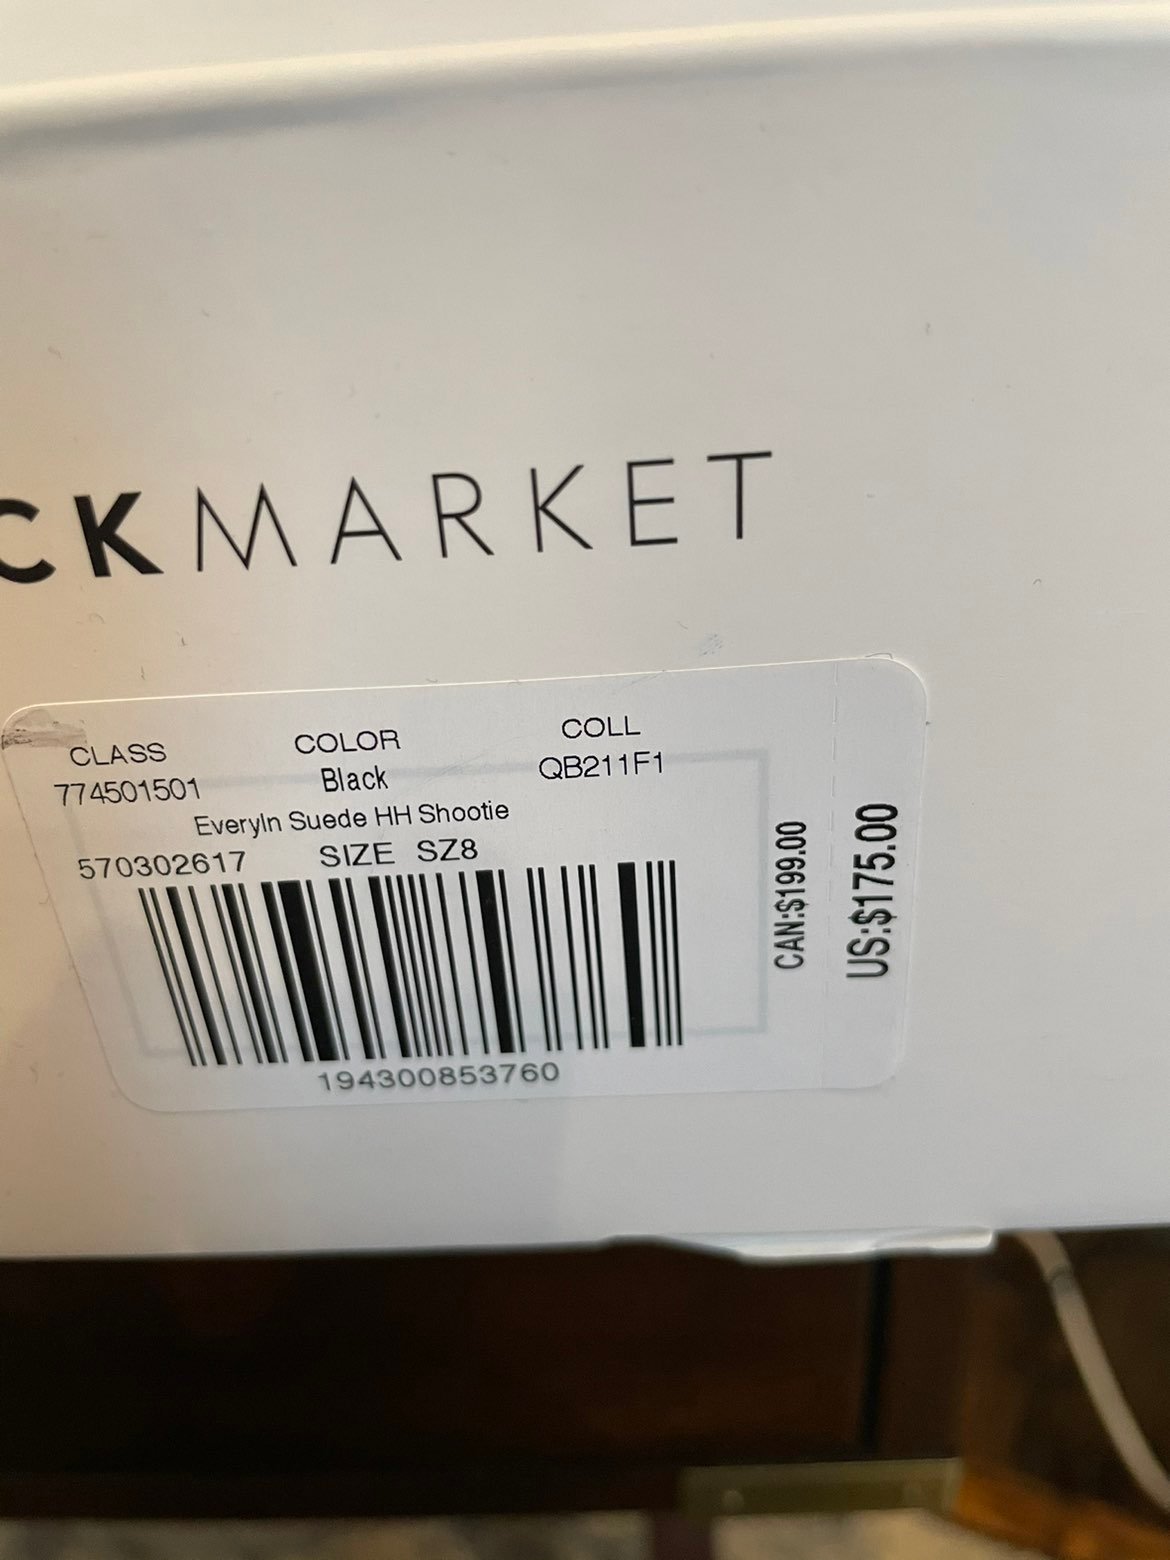 CKMARKET
CLASS COLOR COLL
774501501 Black QB211F1
EveryIn Suede HH Shootie
570302617 SIZE SZ8
194300853760
CAN:$199.00
US:$175.00